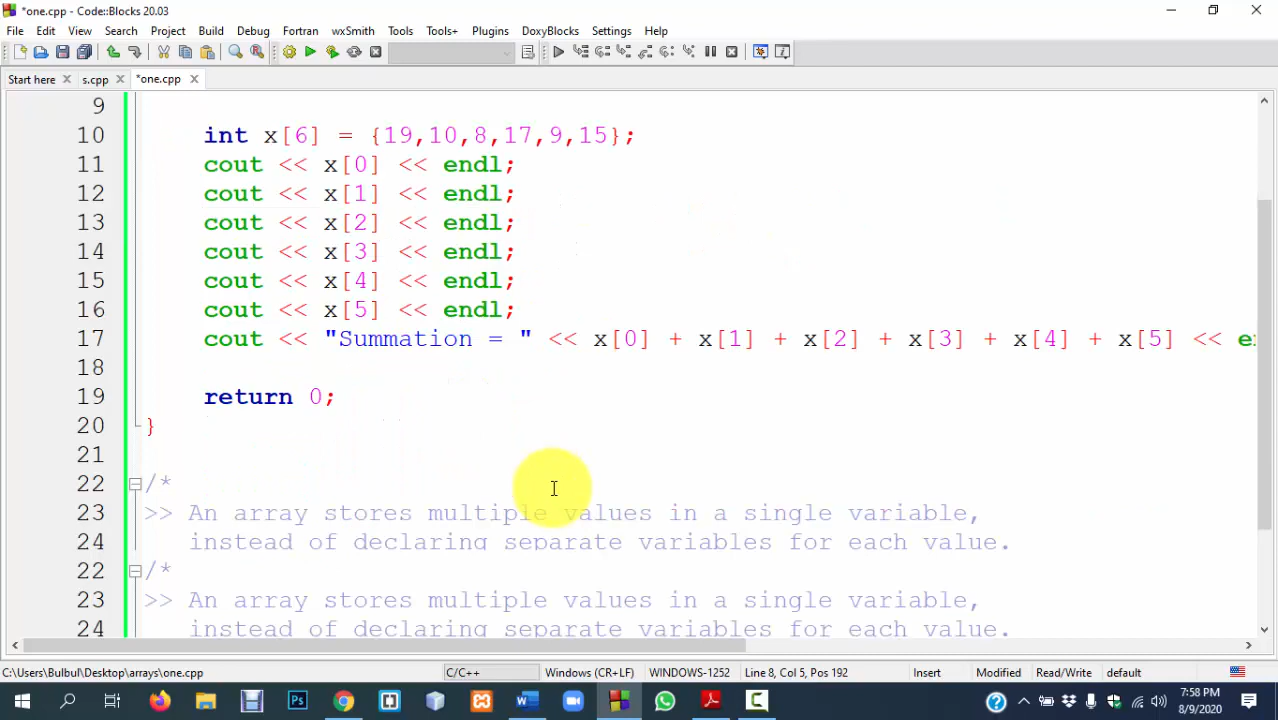 *one.cpp - Code::Blocks 20.03
File Edit View Search Project Build Debug Fortran wxSmith Tools Tools+ Plugins DoxyBlocks Settings Help
Start here s.cpp *one.cpp
9
10 int x[6] = {19,10,8,17,9,15};
11 cout << x[0] << endl;
12 cout << x[1] << endl;
13 cout << x[2] << endl;
14 cout << x[3] << endl;
15 cout << x[4] << endl;
16 cout << x[5] << endl;
17 cout << "Summation = " << x[0] + x[1] + x[2] + x[3] + x[4] + x[5] << e
18
19 return 0;
20 }
21
22 /*
23 >> An array stores multiple values in a single variable,
24 instead of declaring separate variables for each value.
22 /*
23 >> An array stores multiple values in a single variable,
24 instead of declaring separate variables for each value.
C:\Users\Bulbul\Desktop\arrays\one.cpp C/C++ Windows (CR+LF) WINDOWS-1252 Line 8, Col 5, Pos 192 Insert Modified Read/Write default
7:58 PM
8/9/2020